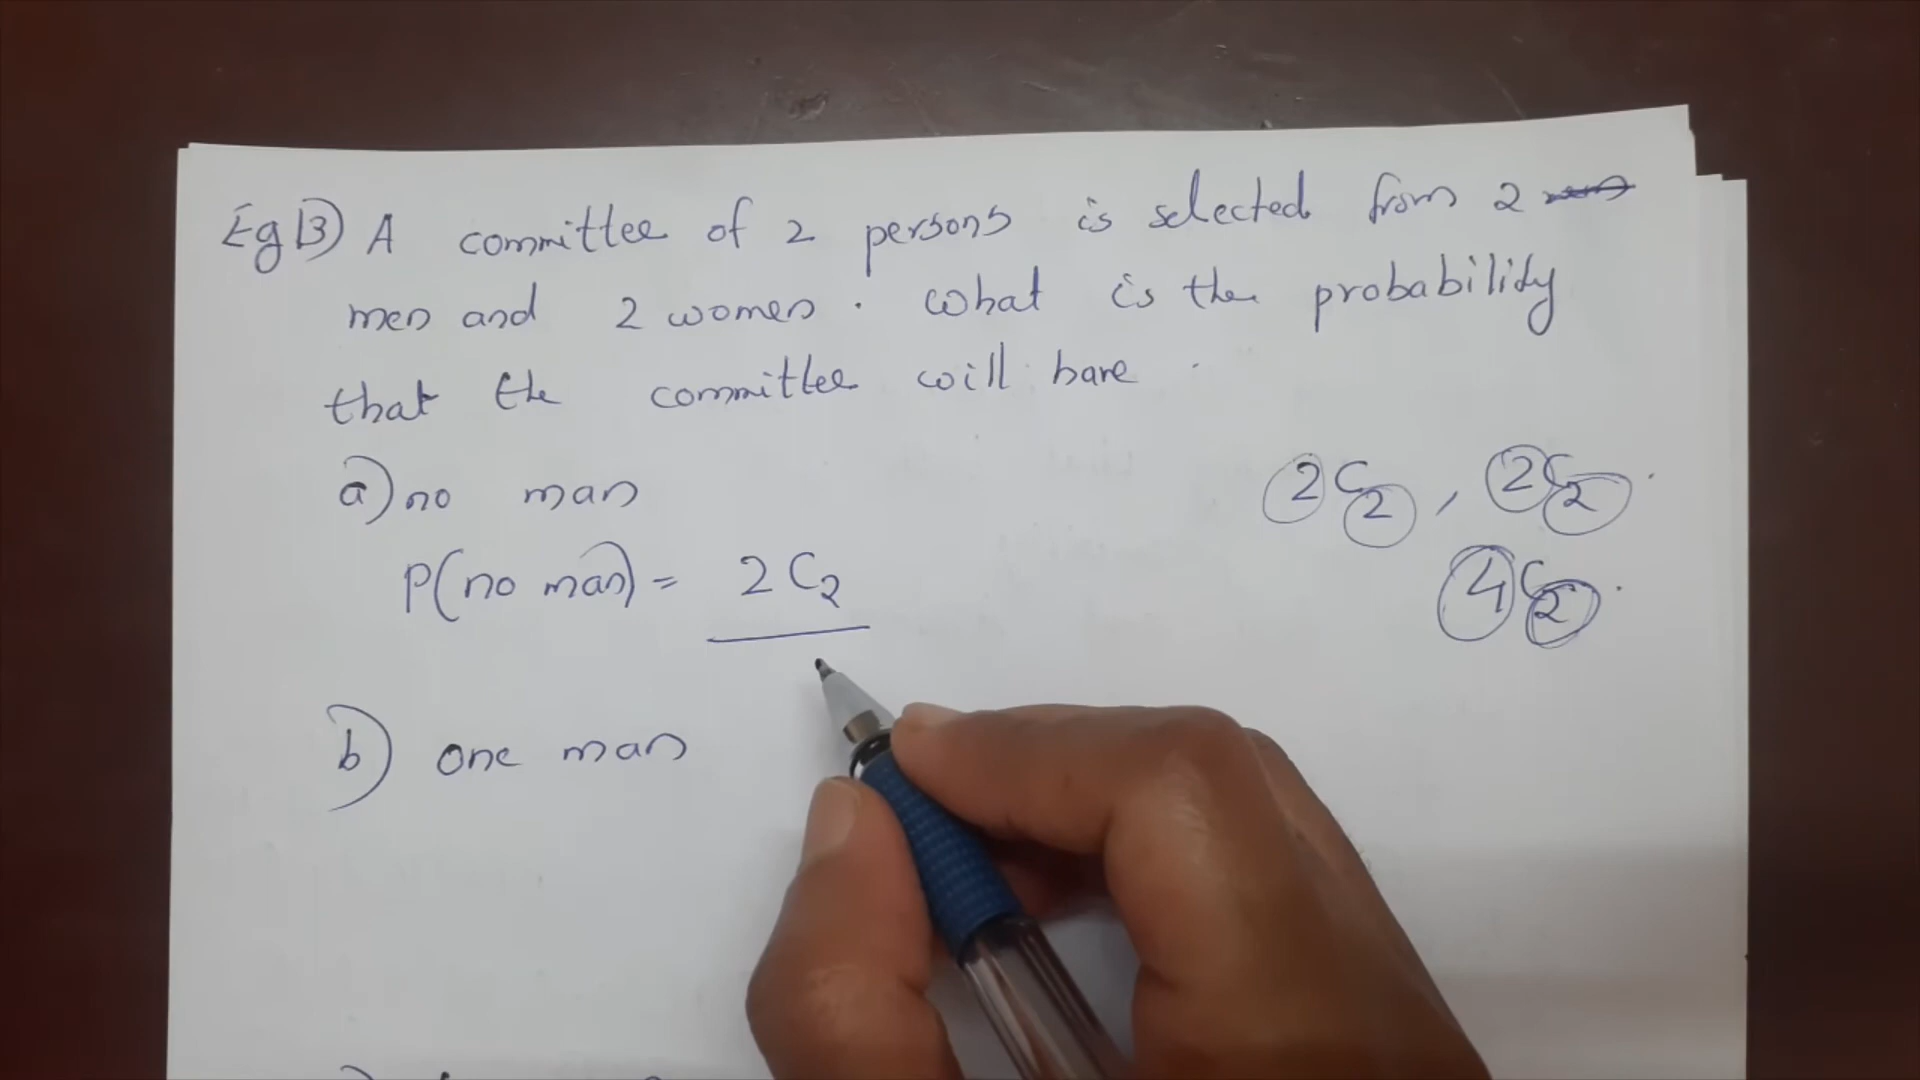 Eg 13) A committee of 2 persons is selected from 2
men and 2 women. What is the probability
that the committee will have
a) no man
2C2, 2C2.
P(no man) = 2C2
4C2.
b) one man